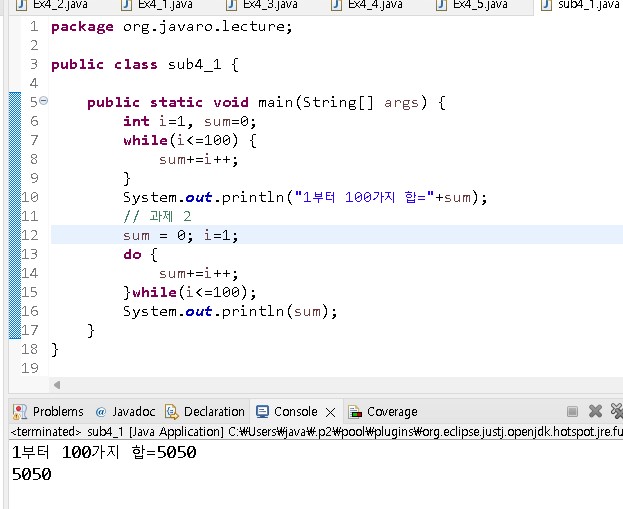 Ex4_2.java Ex4_1.java Ex4_3.java Ex4_4.java Ex4_5.java sub4_1.java
1 package org.javaro.lecture;
2
3 public class sub4_1 {
4
5 public static void main(String[] args) {
6 int i=1, sum=0;
7 while(i<=100) {
8 sum+=i++;
9 }
10 System.out.println("1부터 100가지 합="+sum);
11 // 과제 2
12 sum = 0; i=1;
13 do {
14 sum+=i++;
15 }while(i<=100);
16 System.out.println(sum);
17 }
18 }
19
Problems @ Javadoc Declaration Console Coverage
<terminated> sub4_1 [Java Application] C:₩Users₩java₩.p2₩pool₩plugins₩org.eclipse.justj.openjdk.hotspot.jre.fu
1부터 100가지 합=5050
5050